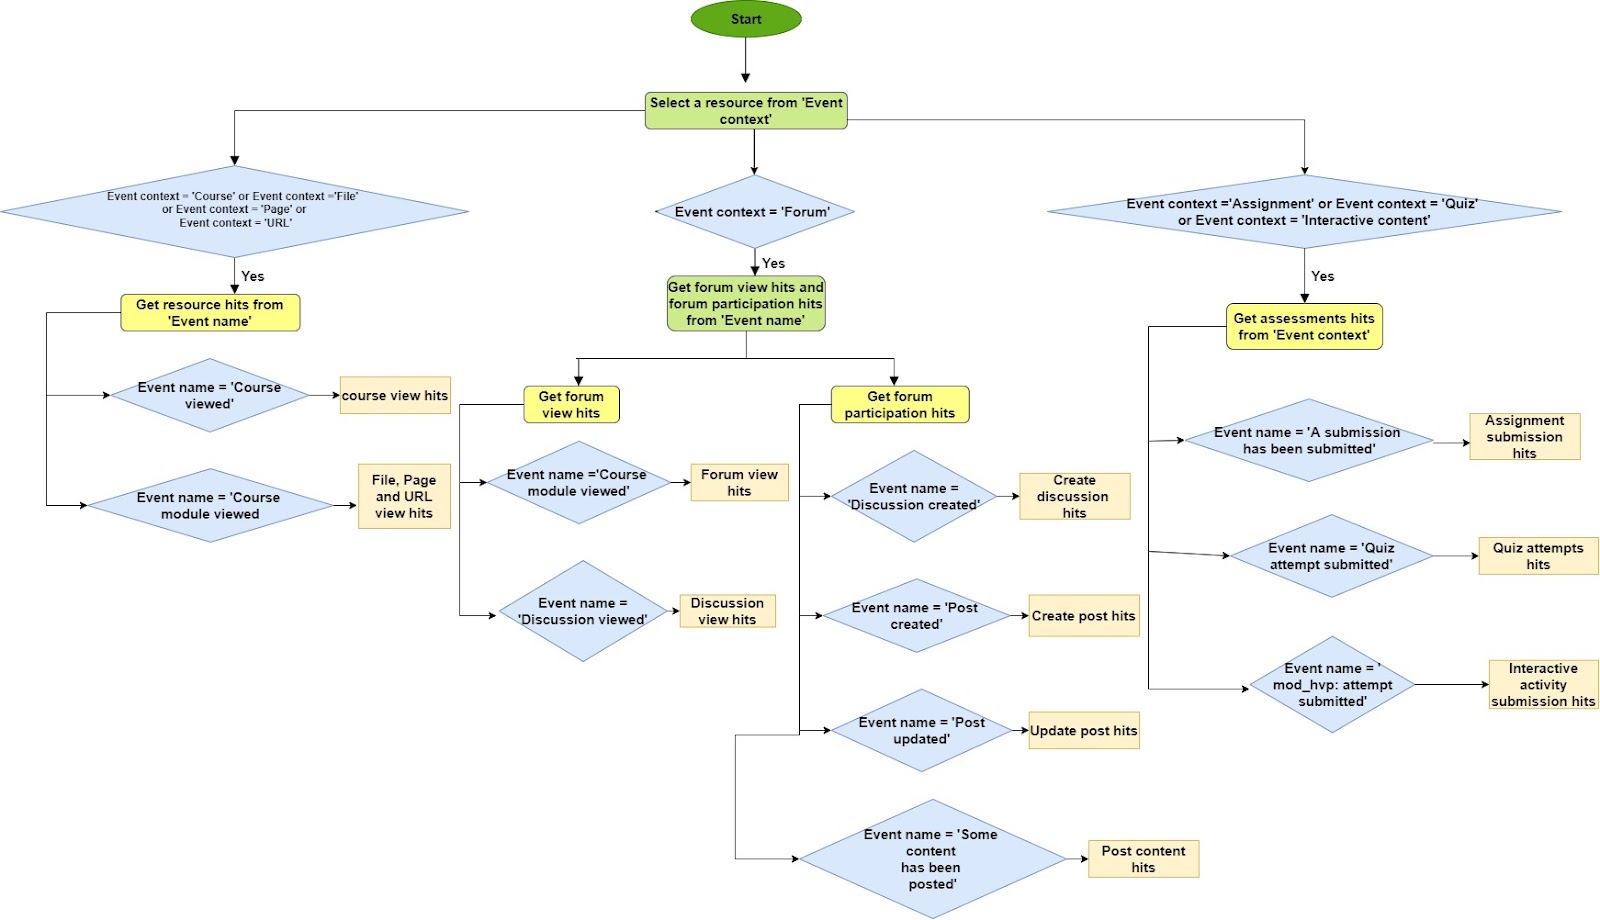 Start
Select a resource from 'Event
context'
Event context = 'Course' or Event context ='File'
or Event context = 'Page' or
Event context = 'URL'
Yes
Get resource hits from
'Event name'
Event name = 'Course
viewed'
course view hits
Event name = 'Course
module viewed
File, Page
and URL
view hits
Event context = 'Forum'
Yes
Get forum view hits and
forum participation hits
from 'Event name'
Get forum
view hits
Event name ='Course
module viewed'
Forum view
hits
Event name =
'Discussion viewed'
Discussion
view hits
Get forum
participation hits
Event name =
'Discussion created'
Create
discussion
hits
Event name = 'Post
created'
Create post hits
Event name = 'Post
updated'
Update post hits
Event name = 'Some
content
has been
posted'
Post content
hits
Event context ='Assignment' or Event context = 'Quiz'
or Event context = 'Interactive content'
Yes
Get assessments hits
from 'Event context'
Event name = 'A submission
has been submitted'
Assignment
submission
hits
Event name = 'Quiz
attempt submitted'
Quiz attempts
hits
Event name = '
mod_hvp: attempt
submitted'
Interactive
activity
submission hits